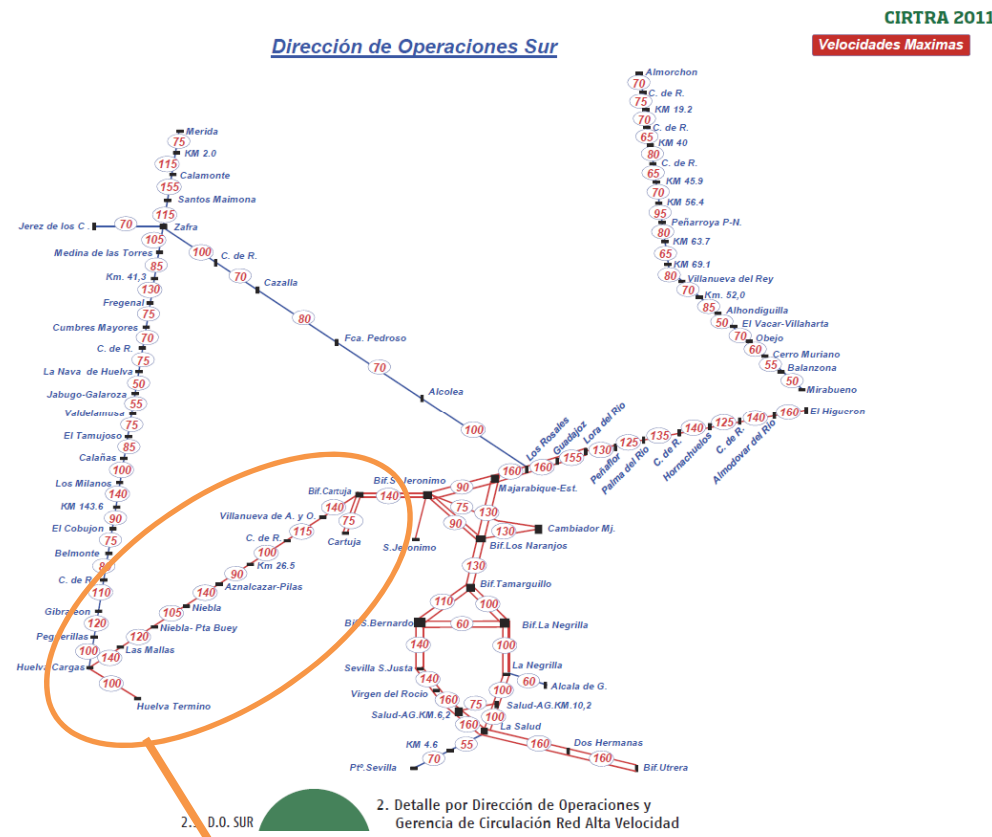 CIRTRA 2011
Dirección de Operaciones Sur
Velocidades Maximas
Almorchon
70
C. de R.
75
KM 19.2
70
C. de R.
65
KM 40
80
C. de R.
65
KM 45.9
70
KM 56.4
95
Peñarroya P-N.
80
KM 63.7
65
KM 69.1
80
Villanueva del Rey
70
Km. 52,0
85
Alhondiguilla
50
El Vacar-Villaharta
70
Obejo
60
Cerro Muriano
55
Balanzona
50
Mirabueno
Merida
75
KM 2.0
115
Calamonte
155
Santos Maimona
115
Jerez de los C .
70
Zafra
105
Medina de las Torres
85
Km. 41,3
130
Fregenal
75
Cumbres Mayores
70
C. de R.
75
La Nava de Huelva
50
Jabugo-Galaroza
55
Valdelamusa
75
El Tamujoso
85
Calañas
100
Los Milanos
140
KM 143.6
90
El Cobujon
75
Belmonte
C. de R.
110
Gibraleon
120
Peguerillas
100
Huelva Cargas
100
Huelva Termino
100
C. de R.
70
Cazalla
80
Fca. Pedroso
70
Alcolea
100
Los Rosales
160
Guadajoz
155
Lora del Rio
130
Peñaflor
125
Palma del Rio
135
C. de R.
140
Hornachuelos
125
C. de R.
140
Almodovar del Rio
160
El Higueron
160
Majarabique-Est.
Bif.S.Jeronimo
90
140
Bif.Cartuja
140
75
Cartuja
Villanueva de A. y O.
115
C. de R.
100
Km 26.5
90
Aznalcazar-Pilas
140
Niebla
105
Niebla- Pta Buey
120
Las Mallas
140
S.Jeronimo
75
90
130
130
Cambiador Mj.
Bif.Los Naranjos
130
Bif.Tamarguillo
110
100
Bif.S.Bernardo
60
Bif.La Negrilla
140
100
Sevilla S.Justa
La Negrilla
140
60
Alcala de G.
Virgen del Rocio
100
160
75
Salud-AG.KM.10,2
Salud-AG.KM.6,2
100
160
La Salud
KM 4.6
55
70
Ptº.Sevilla
160
Dos Hermanas
160
Bif.Utrera
2. Detalle por Dirección de Operaciones y
Gerencia de Circulación Red Alta Velocidad
D.O. SUR